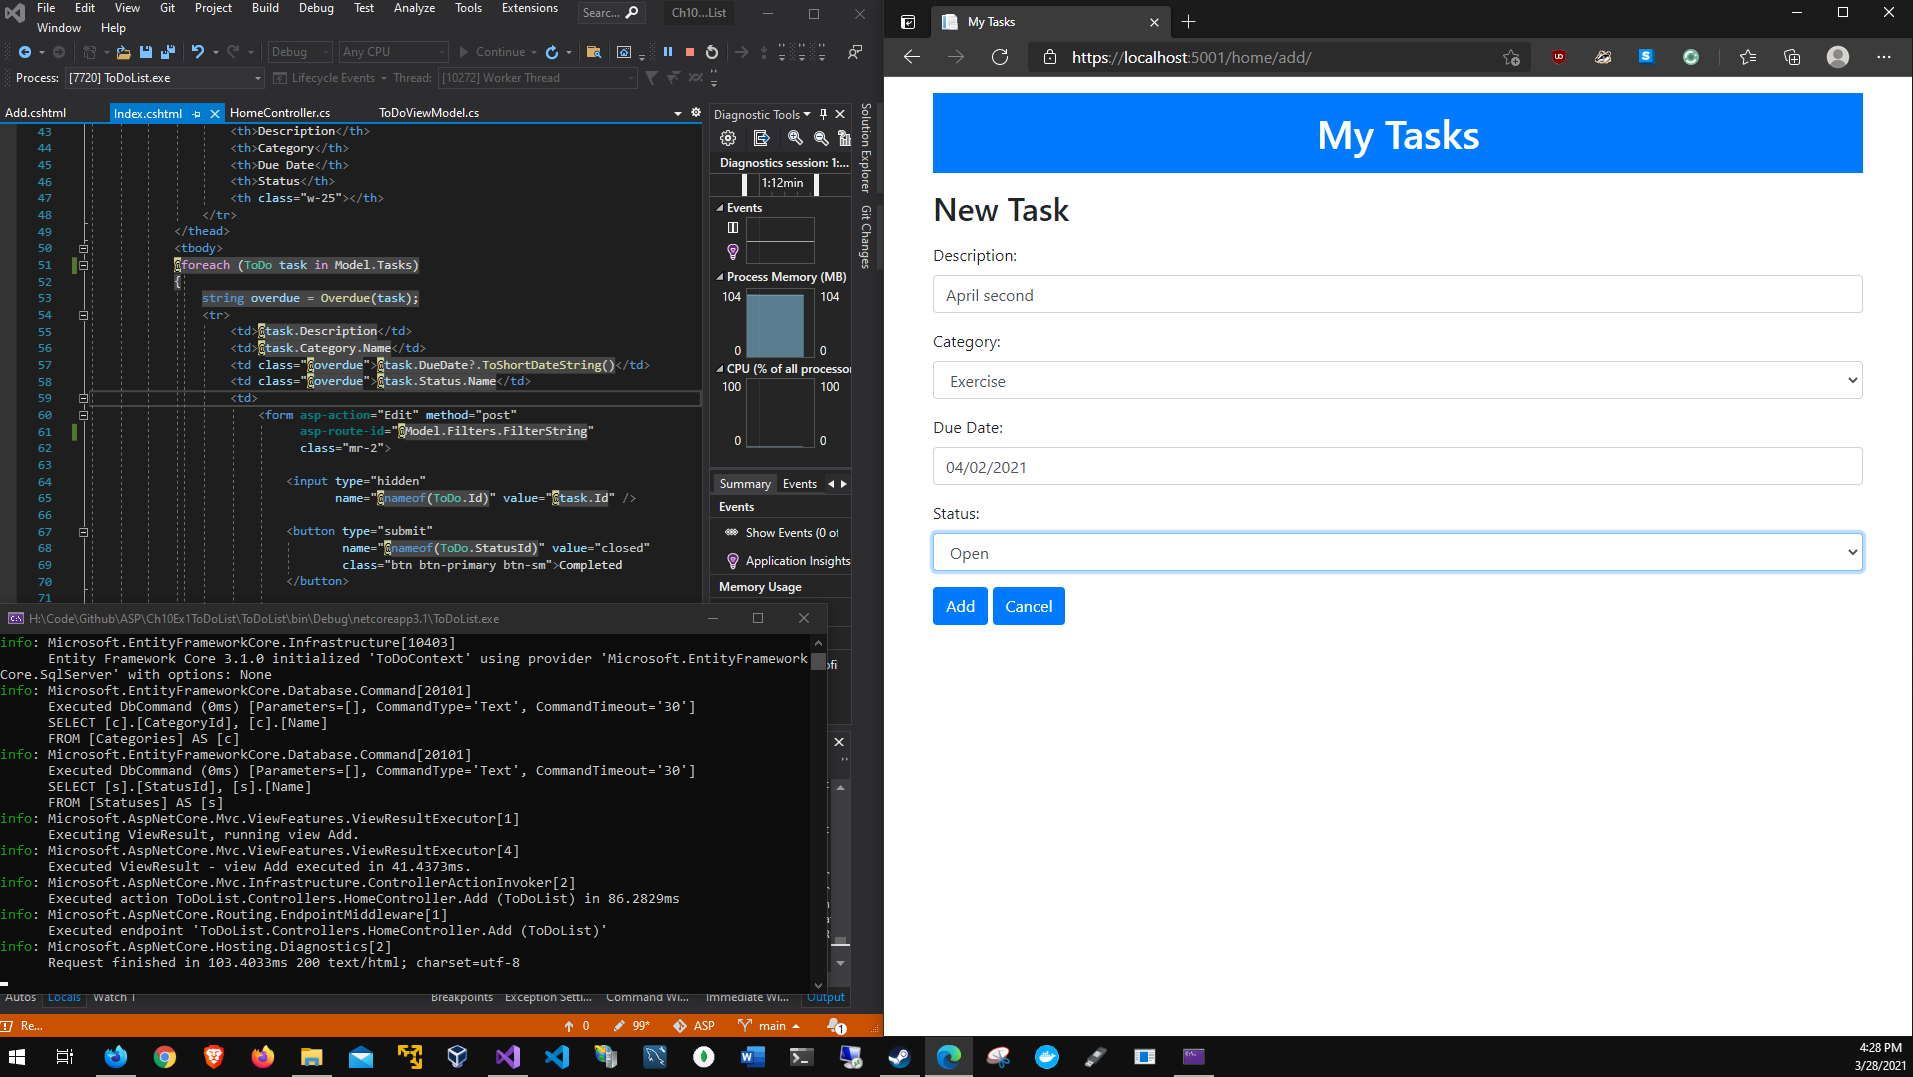 File Edit View Git Project Build Debug Test Analyze Tools Extensions
Window Help
Searc...
Ch10...List
Debug Any CPU Continue
Process: [7720] ToDoList.exe Lifecycle Events Thread: [10272] Worker Thread
Add.cshtml Index.cshtml HomeController.cs ToDoViewModel.cs
43 <th>Description</th>
44 <th>Category</th>
45 <th>Due Date</th>
46 <th>Status</th>
47 <th class="w-25"></th>
48 </tr>
49 </thead>
50 <tbody>
51 @foreach (ToDo task in Model.Tasks)
52 {
53 string overdue = Overdue(task);
54 <tr>
55 <td>@task.Description</td>
56 <td>@task.Category.Name</td>
57 <td class="@overdue">@task.DueDate?.ToShortDateString()</td>
58 <td class="@overdue">@task.Status.Name</td>
59 <td>
60 <form asp-action="Edit" method="post"
61 asp-route-id="@Model.Filters.FilterString"
62 class="mr-2">
63
64 <input type="hidden"
65 name="@nameof(ToDo.Id)" value="@task.Id" />
66
67 <button type="submit"
68 name="@nameof(ToDo.StatusId)" value="closed"
69 class="btn btn-primary btn-sm">Completed
70 </button>
71
Diagnostic Tools
Diagnostics session: 1:...
1:12min
Events
Process Memory (MB)
104 104
0 0
CPU (% of all processor
100 100
0 0
Summary Events
Events
Show Events (0 of
Application Insights
Memory Usage
Solution Explorer
Git Changes
H:\Code\Github\ASP\Ch10Ex1ToDoList\ToDoList\bin\Debug\netcoreapp3.1\ToDoList.exe
info: Microsoft.EntityFrameworkCore.Infrastructure[10403]
Entity Framework Core 3.1.0 initialized 'ToDoContext' using provider 'Microsoft.EntityFramework
Core.SqlServer' with options: None
info: Microsoft.EntityFrameworkCore.Database.Command[20101]
Executed DbCommand (0ms) [Parameters=[], CommandType='Text', CommandTimeout='30']
SELECT [c].[CategoryId], [c].[Name]
FROM [Categories] AS [c]
info: Microsoft.EntityFrameworkCore.Database.Command[20101]
Executed DbCommand (0ms) [Parameters=[], CommandType='Text', CommandTimeout='30']
SELECT [s].[StatusId], [s].[Name]
FROM [Statuses] AS [s]
info: Microsoft.AspNetCore.Mvc.ViewFeatures.ViewResultExecutor[1]
Executing ViewResult, running view Add.
info: Microsoft.AspNetCore.Mvc.ViewFeatures.ViewResultExecutor[4]
Executed ViewResult - view Add executed in 41.4373ms.
info: Microsoft.AspNetCore.Mvc.Infrastructure.ControllerActionInvoker[2]
Executed action ToDoList.Controllers.HomeController.Add (ToDoList) in 86.2829ms
info: Microsoft.AspNetCore.Routing.EndpointMiddleware[1]
Executed endpoint 'ToDoList.Controllers.HomeController.Add (ToDoList)'
info: Microsoft.AspNetCore.Hosting.Diagnostics[2]
Request finished in 103.4033ms 200 text/html; charset=utf-8
Autos Locals Watch 1 Breakpoints Exception Setti... Command Wi... Immediate Wi... Output
Re... 0 99* ASP main 1
My Tasks
https://localhost:5001/home/add/
My Tasks
New Task
Description:
April second
Category:
Exercise
Due Date:
04/02/2021
Status:
Open
Add Cancel
4:28 PM
3/28/2021